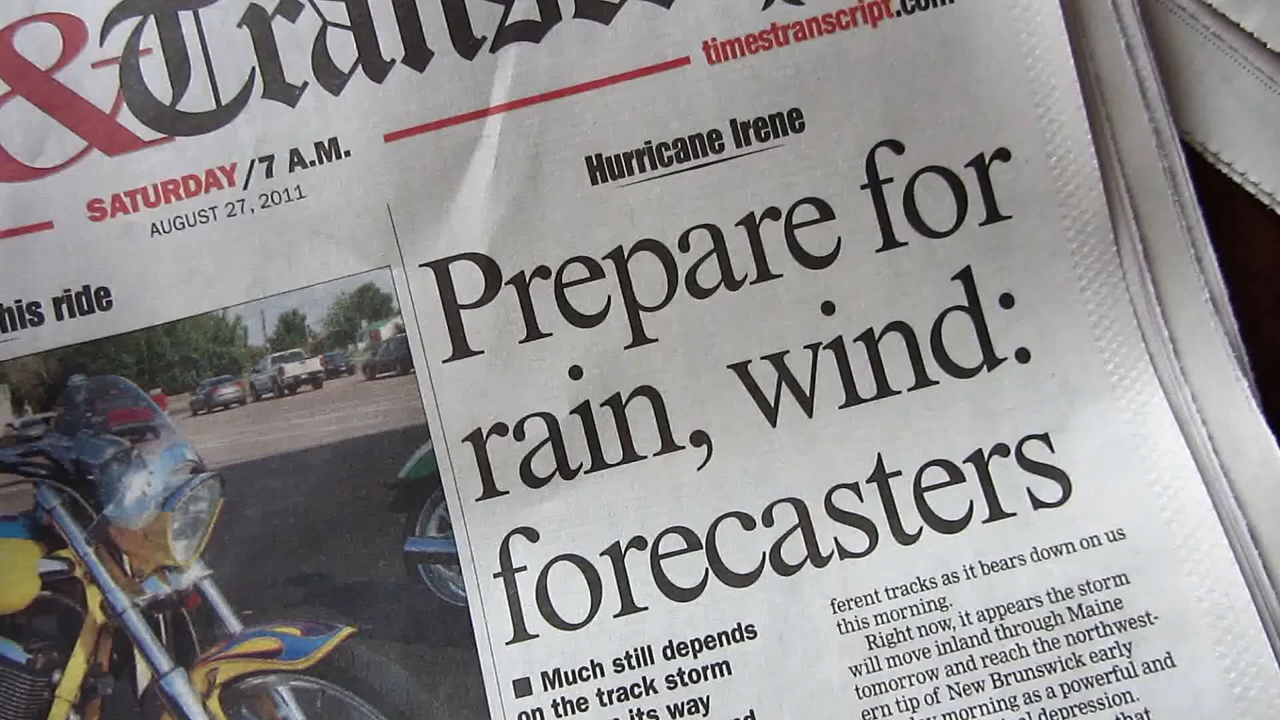 & Transcript
timestranscript.com
SATURDAY/7 A.M.
AUGUST 27, 2011
his ride
Hurricane Irene
Prepare for
rain, wind:
forecasters
■ Much still depends
on the track storm
its way
ferent tracks as it bears down on us
this morning.
Right now, it appears the storm
will move inland through Maine
tomorrow and reach the northwest-
ern tip of New Brunswick early
morning as a powerful and
depression.
that